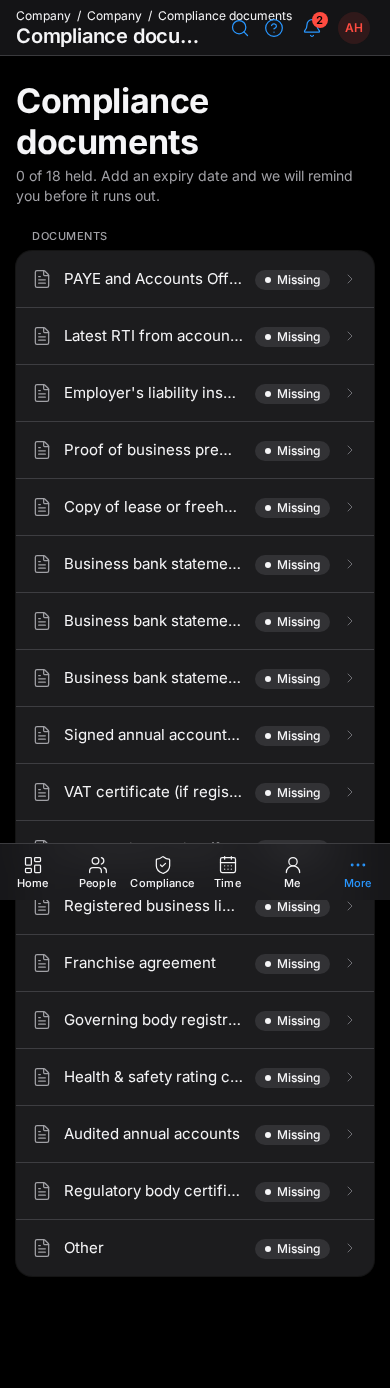 Company / Company / Compliance documents
Compliance docu...
2
AH
Compliance
documents
0 of 18 held. Add an expiry date and we will remind
you before it runs out.
DOCUMENTS
PAYE and Accounts Off... Missing
Latest RTI from accoun... Missing
Employer's liability ins... Missing
Proof of business pre... Missing
Copy of lease or freeh... Missing
Business bank stateme... Missing
Business bank stateme... Missing
Business bank stateme... Missing
Signed annual account... Missing
VAT certificate (if regis... Missing
Home People Compliance Time Me More
Registered business li... Missing
Franchise agreement Missing
Governing body registr... Missing
Health & safety rating c... Missing
Audited annual accounts Missing
Regulatory body certifi... Missing
Other Missing